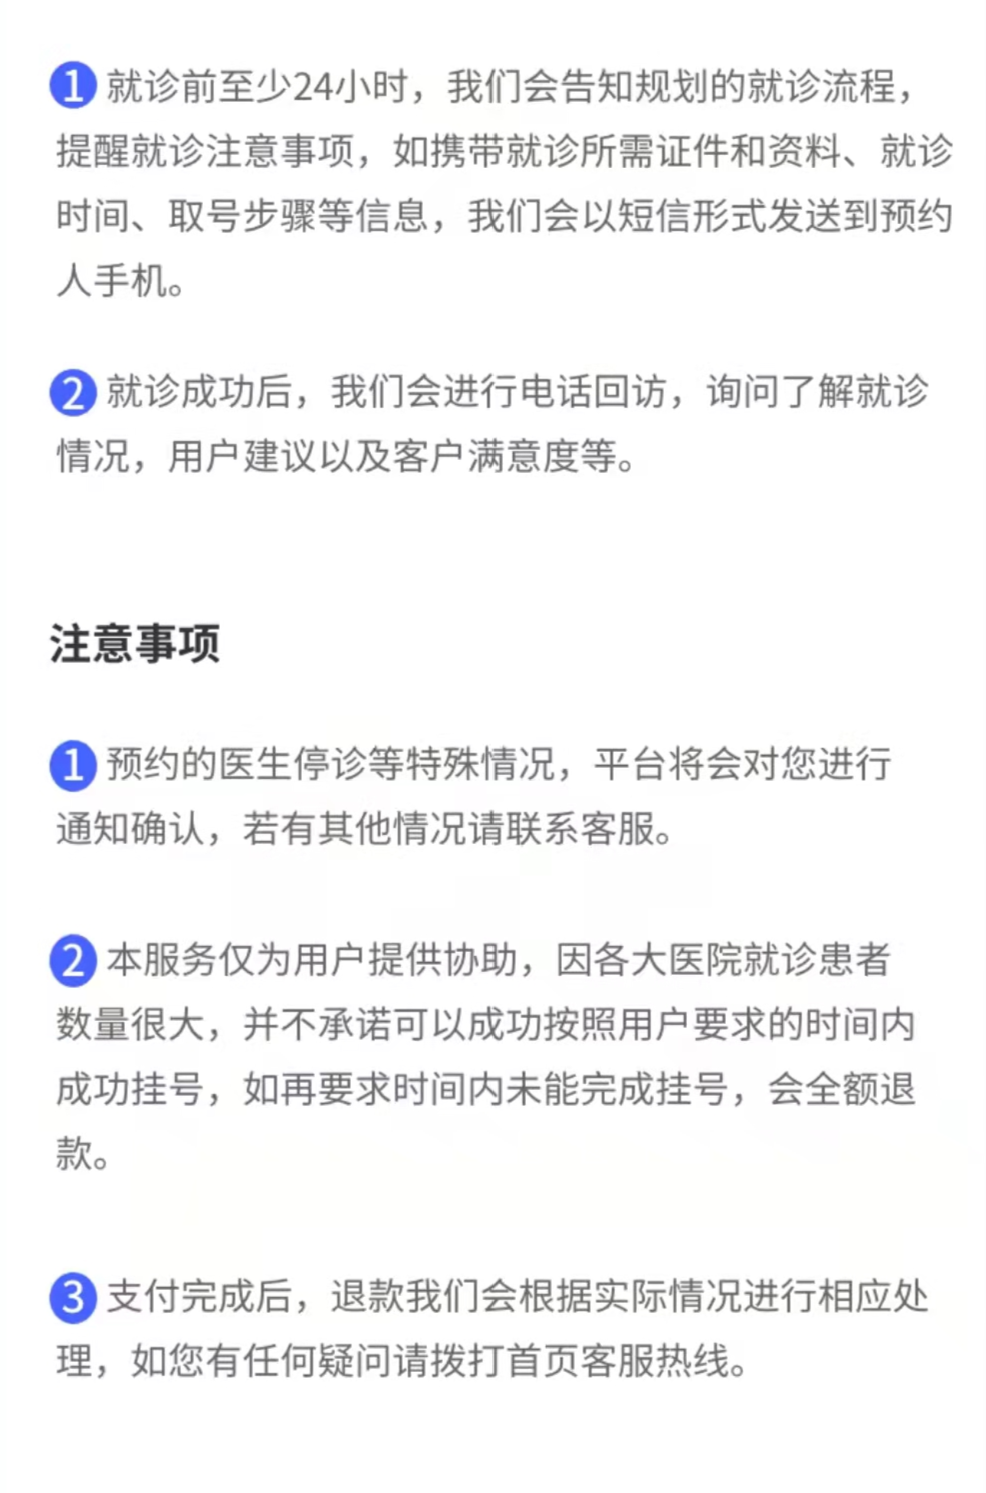 1 就诊前至少24小时，我们会告知规划的就诊流程，
提醒就诊注意事项，如携带就诊所需证件和资料、就诊
时间、取号步骤等信息，我们会以短信形式发送到预约
人手机。
2 就诊成功后，我们会进行电话回访，询问了解就诊
情况，用户建议以及客户满意度等。
注意事项
1 预约的医生停诊等特殊情况，平台将会对您进行
通知确认，若有其他情况请联系客服。
2 本服务仅为用户提供协助，因各大医院就诊患者
数量很大，并不承诺可以成功按照用户要求的时间内
成功挂号，如再要求时间内未能完成挂号，会全额退
款。
3 支付完成后，退款我们会根据实际情况进行相应处
理，如您有任何疑问请拨打首页客服热线。